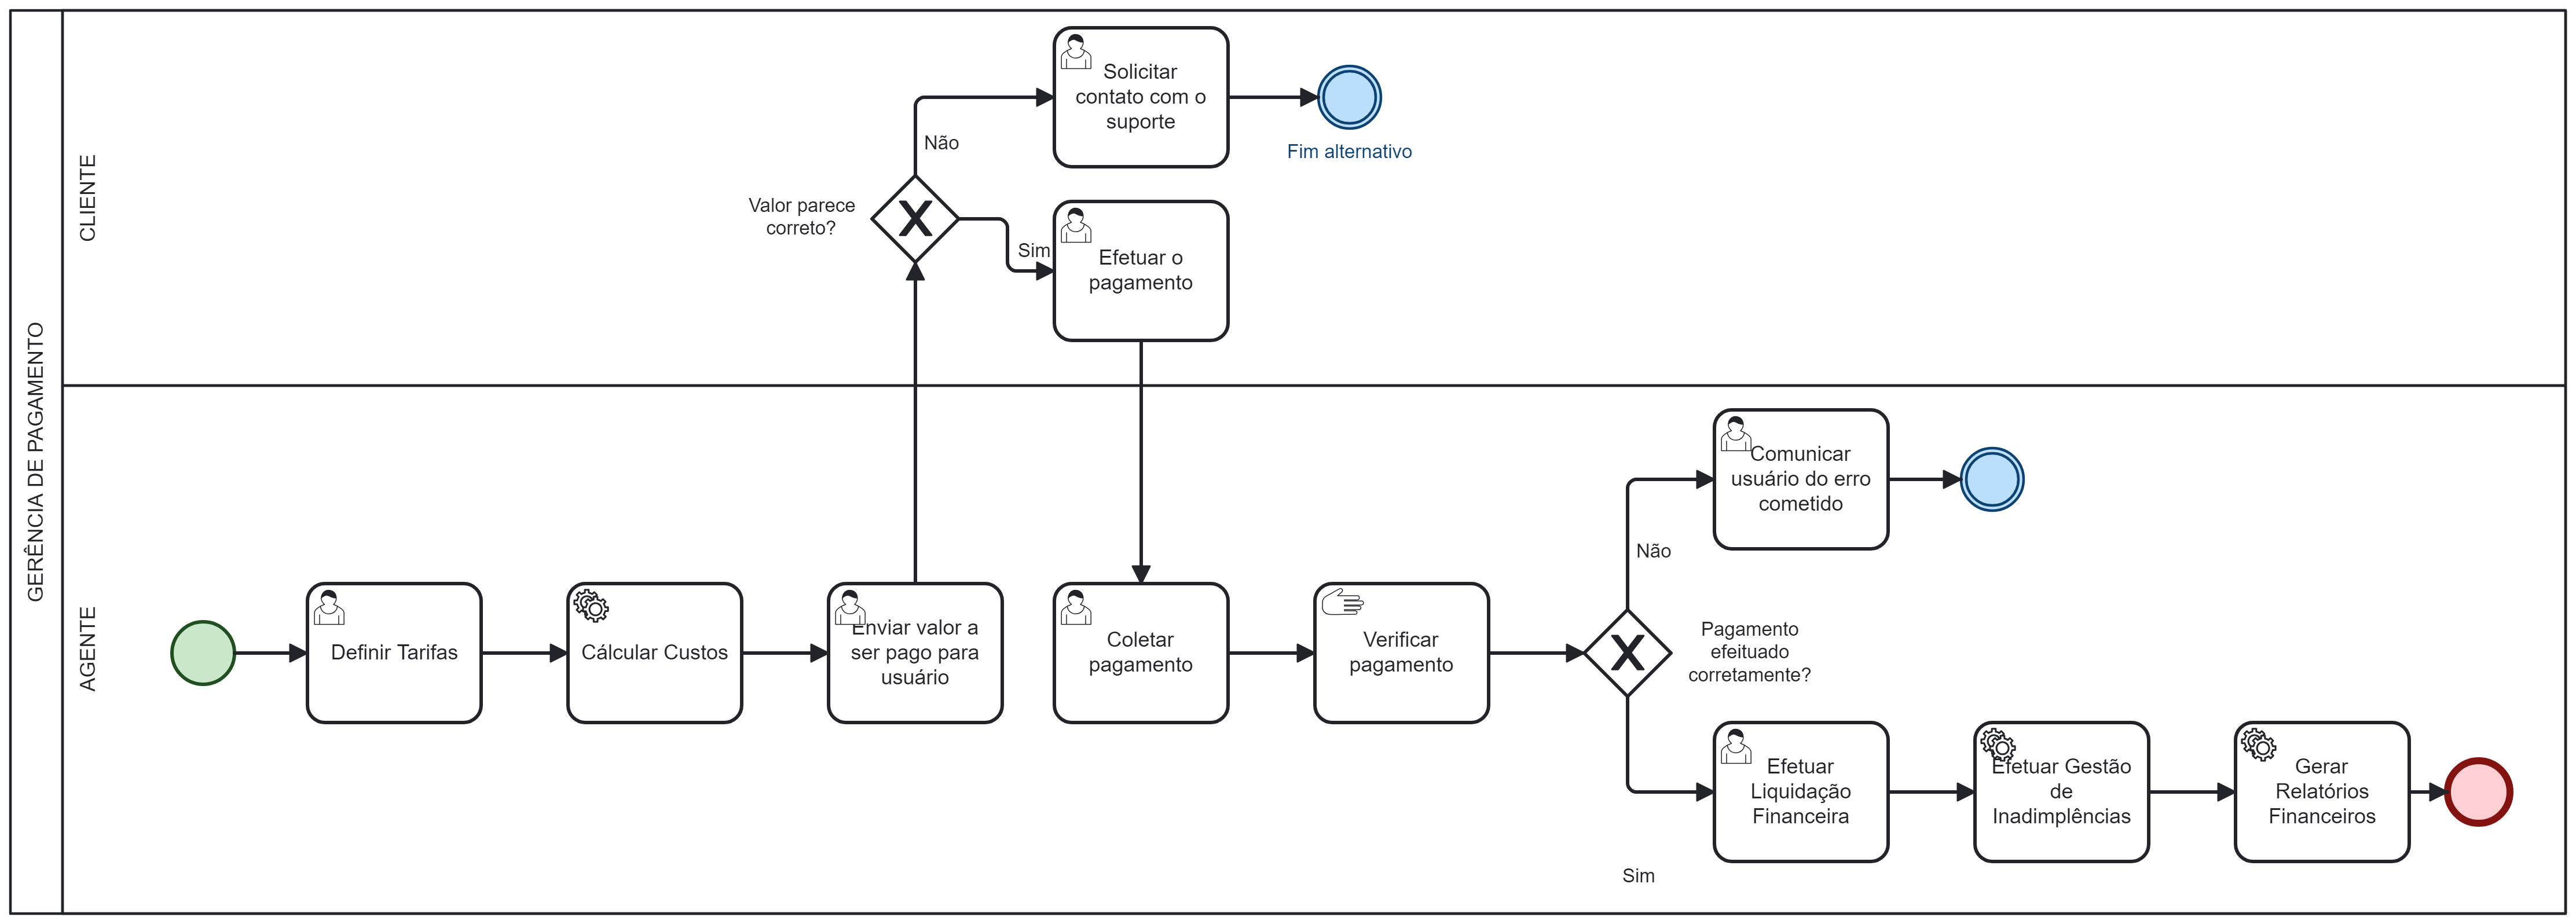 GERÊNCIA DE PAGAMENTO
CLIENTE
Solicitar
contato com o
suporte
Fim alternativo
Não
Valor parece
correto?
Sim
Efetuar o
pagamento
AGENTE
Definir Tarifas
Cálcular Custos
Enviar valor a
ser pago para
usuário
Coletar
pagamento
Verificar
pagamento
Comunicar
usuário do erro
cometido
Não
Pagamento
efeituado
corretamente?
Sim
Efetuar
Liquidação
Financeira
Efetuar Gestão
de
Inadimplências
Gerar
Relatórios
Financeiros